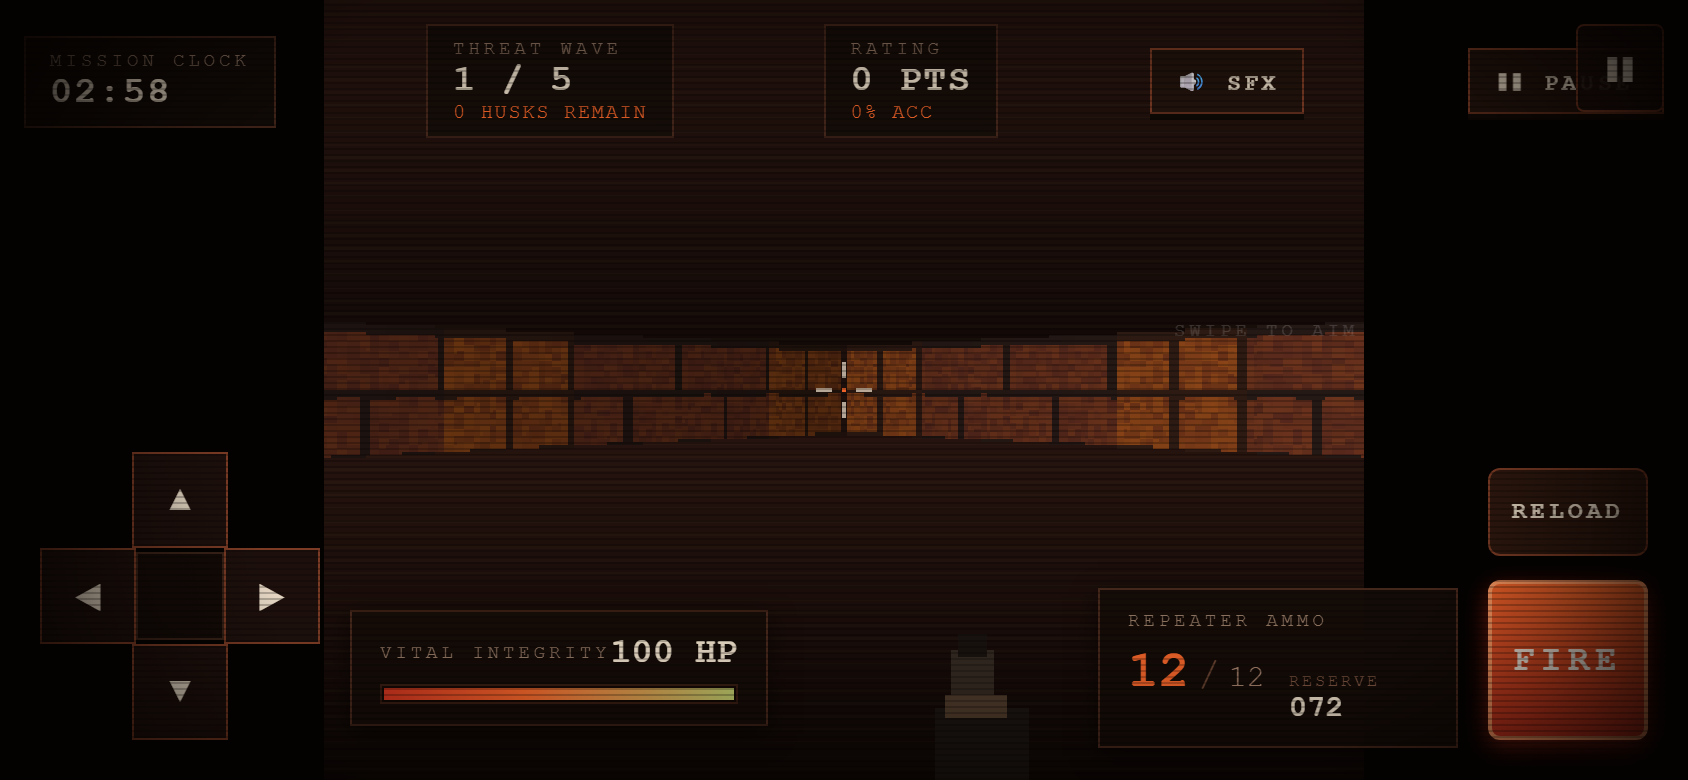 MISSION CLOCK
02:58
THREAT WAVE
1 / 5
0 HUSKS REMAIN
RATING
0 PTS
0% ACC
SFX
PAUSE
SWIPE TO AIM
VITAL INTEGRITY 100 HP
REPEATER AMMO
12 / 12
RESERVE
072
RELOAD
FIRE